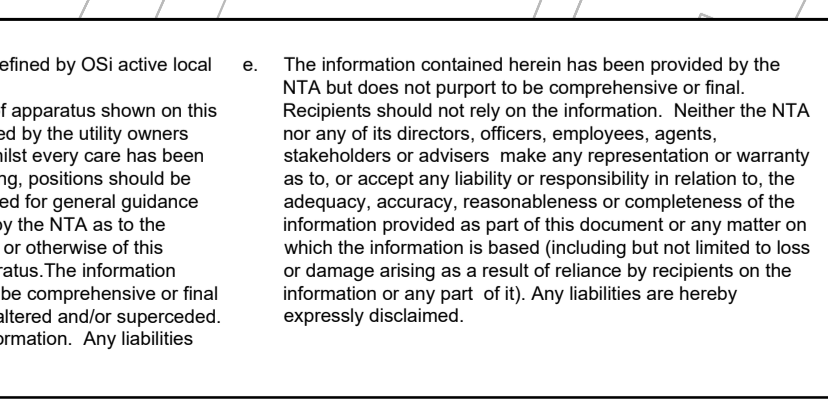 efined by OSi active local
f apparatus shown on this
ed by the utility owners
ilst every care has been
ng, positions should be
ed for general guidance
by the NTA as to the
or otherwise of this
ratus.The information
be comprehensive or final
altered and/or superceded.
ormation.  Any liabilities
e. The information contained herein has been provided by the
NTA but does not purport to be comprehensive or final.
Recipients should not rely on the information.  Neither the NTA
nor any of its directors, officers, employees, agents,
stakeholders or advisers  make any representation or warranty
as to, or accept any liability or responsibility in relation to, the
adequacy, accuracy, reasonableness or completeness of the
information provided as part of this document or any matter on
which the information is based (including but not limited to loss
or damage arising as a result of reliance by recipients on the
information or any part  of it). Any liabilities are hereby
expressly disclaimed.